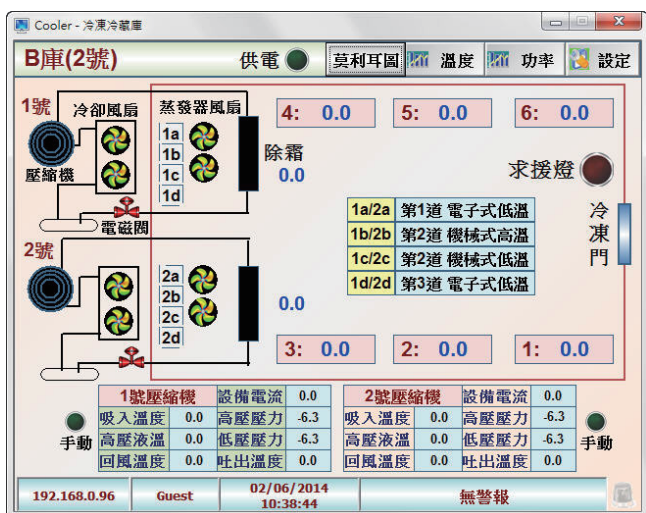 Cooler - 冷凍冷藏庫
B庫(2號) 供電 莫利耳圖 溫度 功率 設定
1號 冷卻風扇 蒸發器風扇 4: 0.0 5: 0.0 6: 0.0
1a
1b
1c
1d
壓縮機
除霜
0.0
求援燈
電磁閥
1a/2a 第1道 電子式低溫
1b/2b 第2道 機械式高溫
1c/2c 第2道 機械式低溫
1d/2d 第3道 電子式低溫
冷凍門
2號
2a
2b
2c
2d
0.0
3: 0.0 2: 0.0 1: 0.0
1號壓縮機 設備電流 0.0
吸入溫度 0.0 高壓壓力 -6.3
高壓液溫 0.0 低壓壓力 -6.3
回風溫度 0.0 吐出溫度 0.0
手動
2號壓縮機 設備電流 0.0
吸入溫度 0.0 高壓壓力 -6.3
高壓液溫 0.0 低壓壓力 -6.3
回風溫度 0.0 吐出溫度 0.0
手動
192.168.0.96 Guest 02/06/2014 無警報
10:38:44